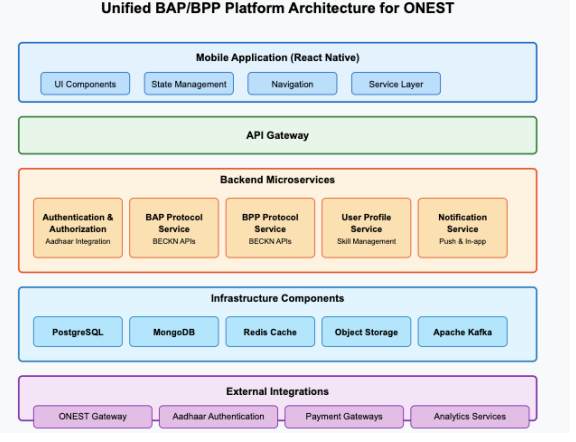 Unified BAP/BPP Platform Architecture for ONEST
Mobile Application (React Native)
UI Components
State Management
Navigation
Service Layer
API Gateway
Backend Microservices
Authentication &
Authorization
Aadhaar Integration
BAP Protocol
Service
BECKN APIs
BPP Protocol
Service
BECKN APIs
User Profile
Service
Skill Management
Notification
Service
Push & In-app
Infrastructure Components
PostgreSQL
MongoDB
Redis Cache
Object Storage
Apache Kafka
External Integrations
ONEST Gateway
Aadhaar Authentication
Payment Gateways
Analytics Services